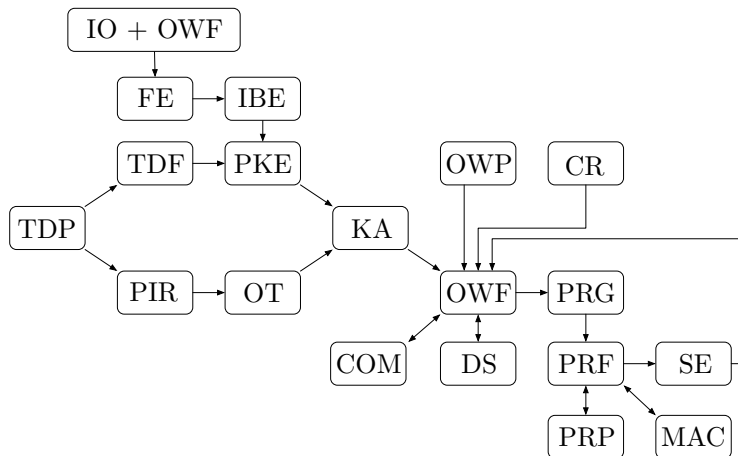 IO + OWF
FE
IBE
TDF
PKE
OWP
CR
TDP
KA
PIR
OT
OWF
PRG
COM
DS
PRF
SE
PRP
MAC